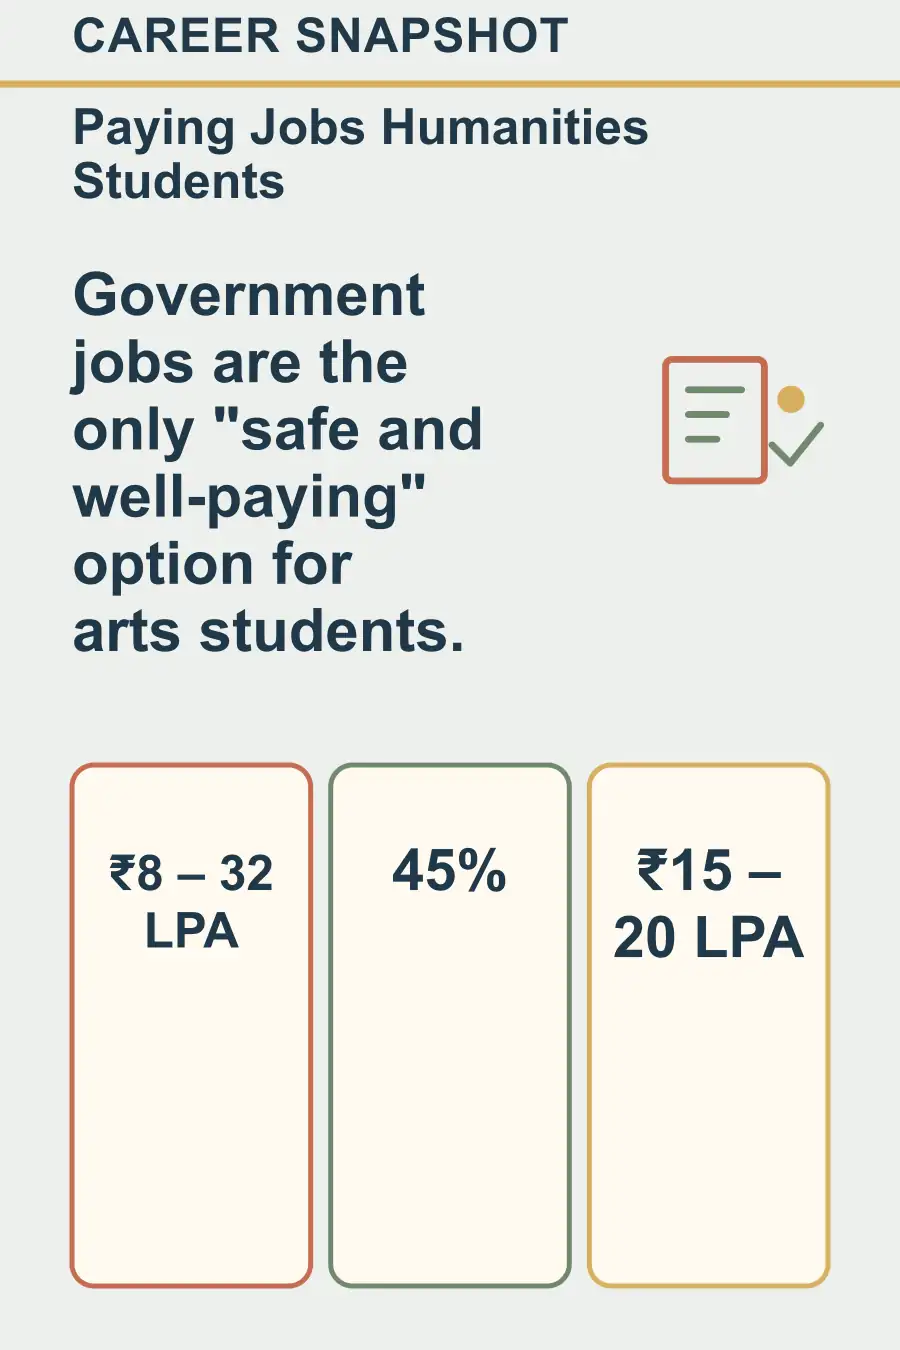 CAREER SNAPSHOT
Paying Jobs Humanities
Students
Government
jobs are the
only "safe and
well-paying"
option for
arts students.
₹8 – 32
LPA
45%
₹15 –
20 LPA